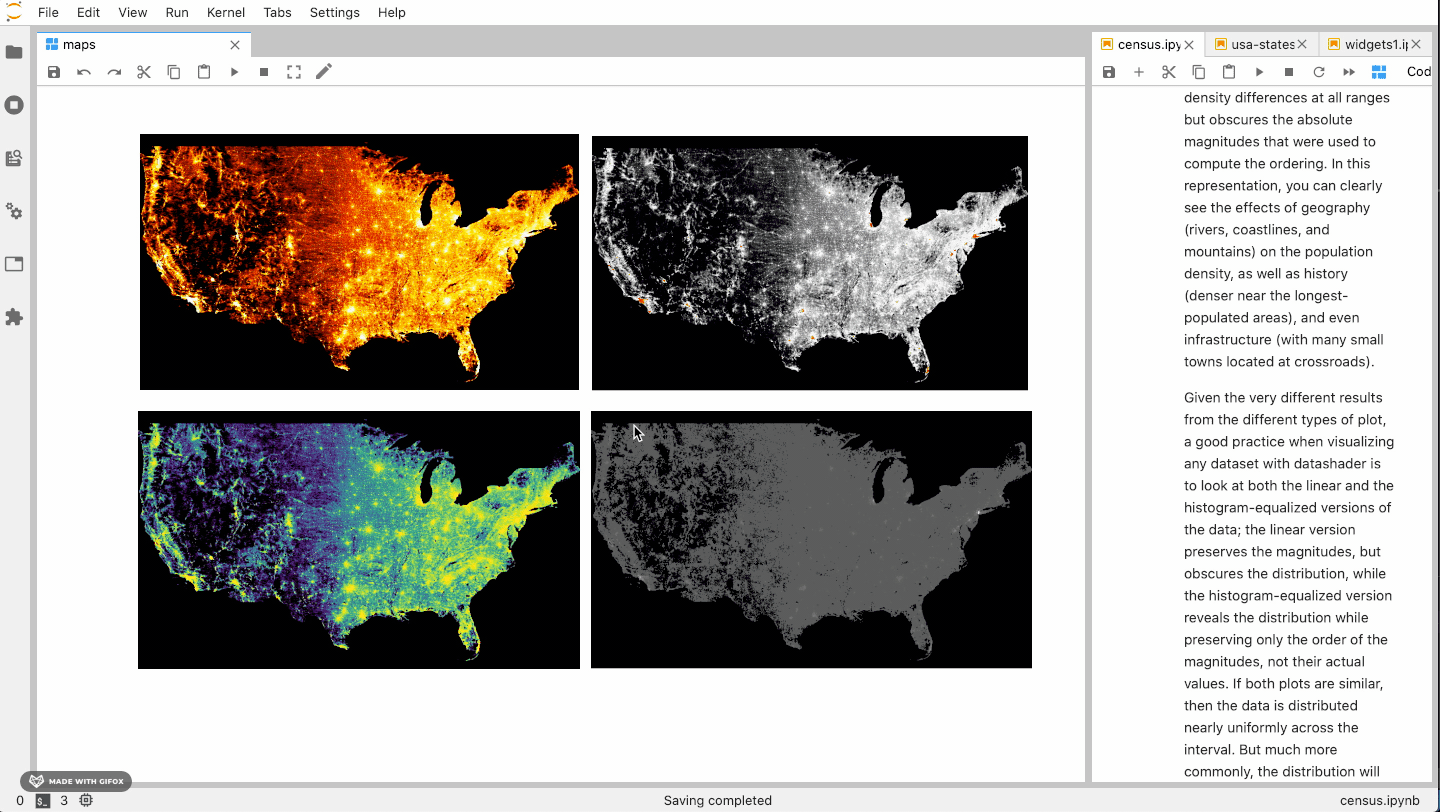 File Edit View Run Kernel Tabs Settings Help
maps
census.ipy
usa-states
widgets1.ip
Cod
density differences at all ranges
but obscures the absolute
magnitudes that were used to
compute the ordering. In this
representation, you can clearly
see the effects of geography
(rivers, coastlines, and
mountains) on the population
density, as well as history
(denser near the longest-
populated areas), and even
infrastructure (with many small
towns located at crossroads).
Given the very different results
from the different types of plot,
a good practice when visualizing
any dataset with datashader is
to look at both the linear and the
histogram-equalized versions of
the data; the linear version
preserves the magnitudes, but
obscures the distribution, while
the histogram-equalized version
reveals the distribution while
preserving only the order of the
magnitudes, not their actual
values. If both plots are similar,
then the data is distributed
nearly uniformly across the
interval. But much more
commonly, the distribution will
MADE WITH GIFOX
0 $_ 3
Saving completed
census.ipynb